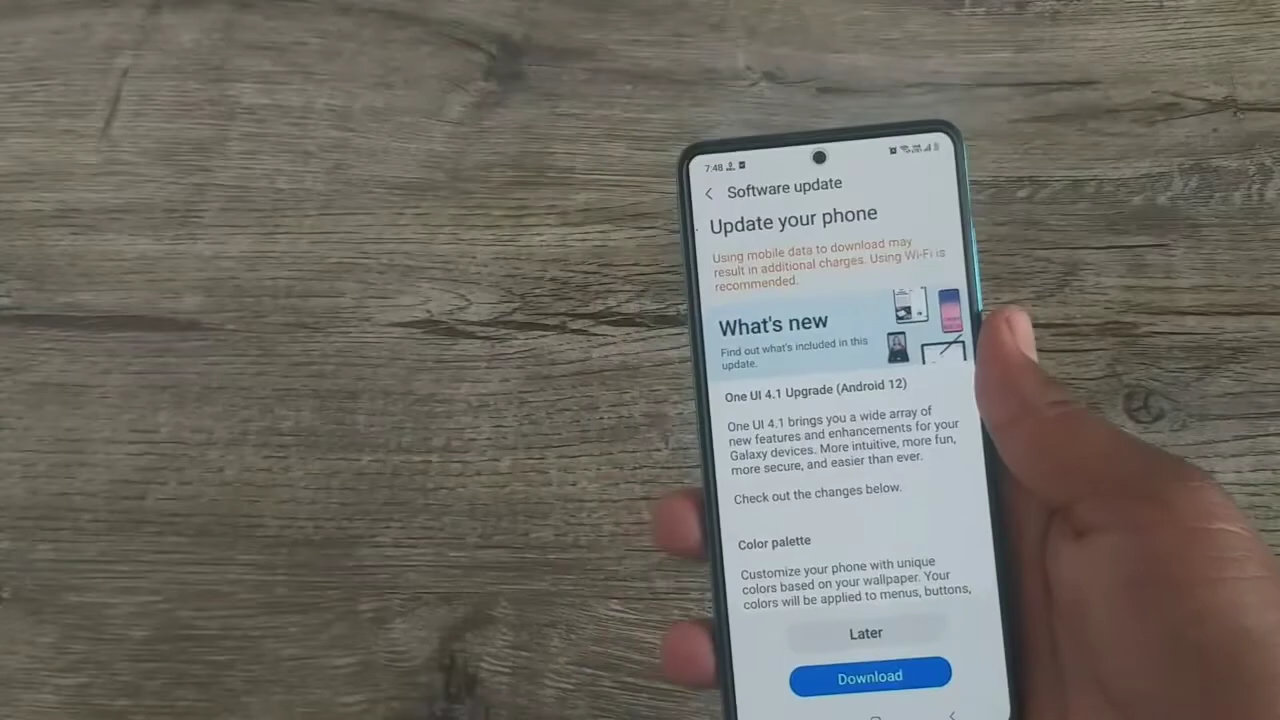 7:48
Software update
Update your phone
Using mobile data to download may
result in additional charges. Using Wi-Fi is
recommended.
What's new
Find out what's included in this
update.
One UI 4.1 Upgrade (Android 12)
One UI 4.1 brings you a wide array of
new features and enhancements for your
Galaxy devices. More intuitive, more fun,
more secure, and easier than ever.
Check out the changes below.
Color palette
Customize your phone with unique
colors based on your wallpaper. Your
colors will be applied to menus, buttons,
Later
Download